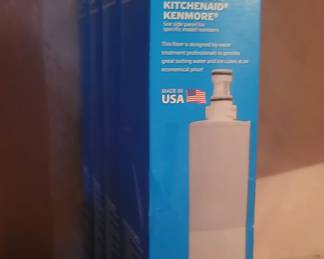 KITCHENAID®
KENMORE®
See side panel for
specific model numbers
This filter is designed by water
treatment professionals to provide
great tasting water and ice cubes at an
economical price!
MADE IN
USA